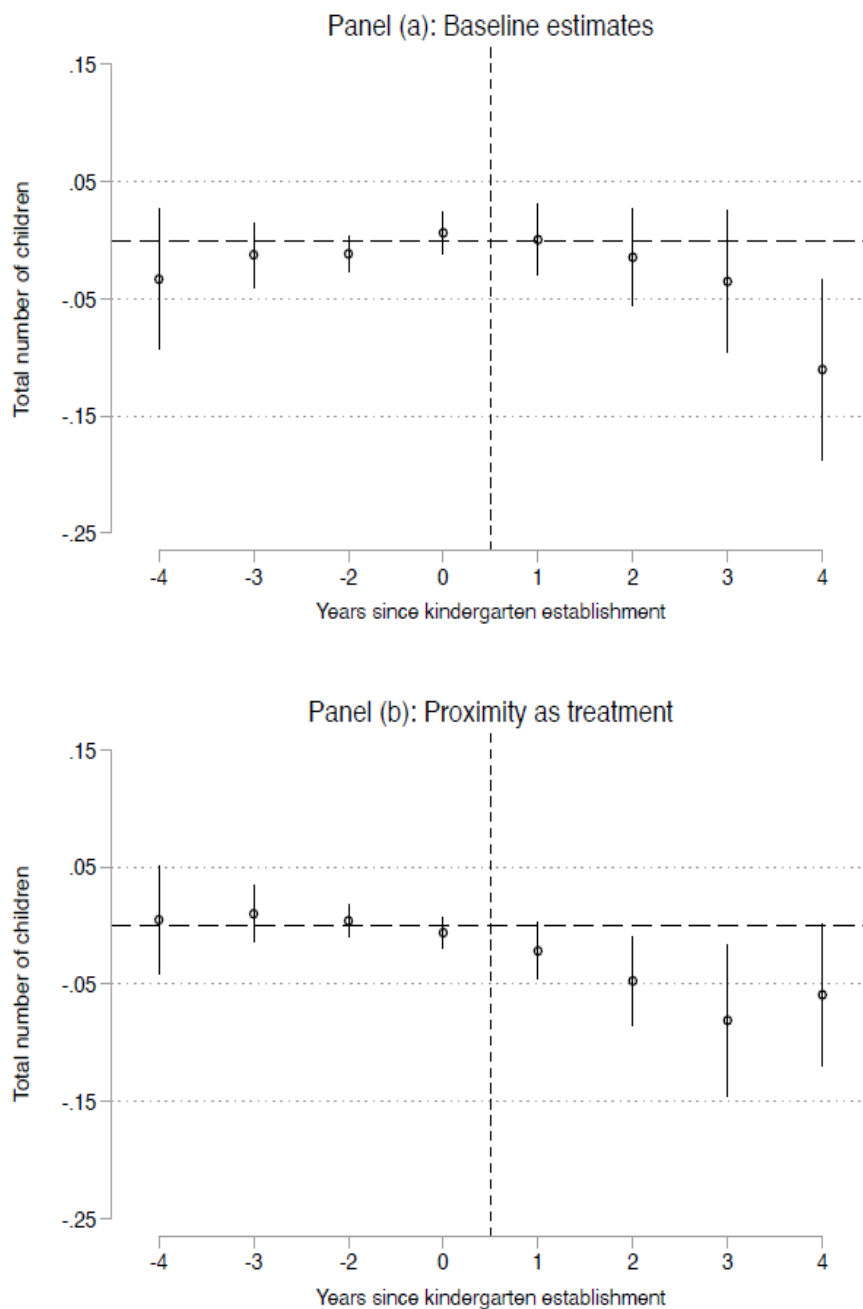 Panel (a): Baseline estimates
.15
.05
-.05
-.15
-.25
Total number of children
-4 -3 -2 0 1 2 3 4
Years since kindergarten establishment
Panel (b): Proximity as treatment
.15
.05
-.05
-.15
-.25
Total number of children
-4 -3 -2 0 1 2 3 4
Years since kindergarten establishment